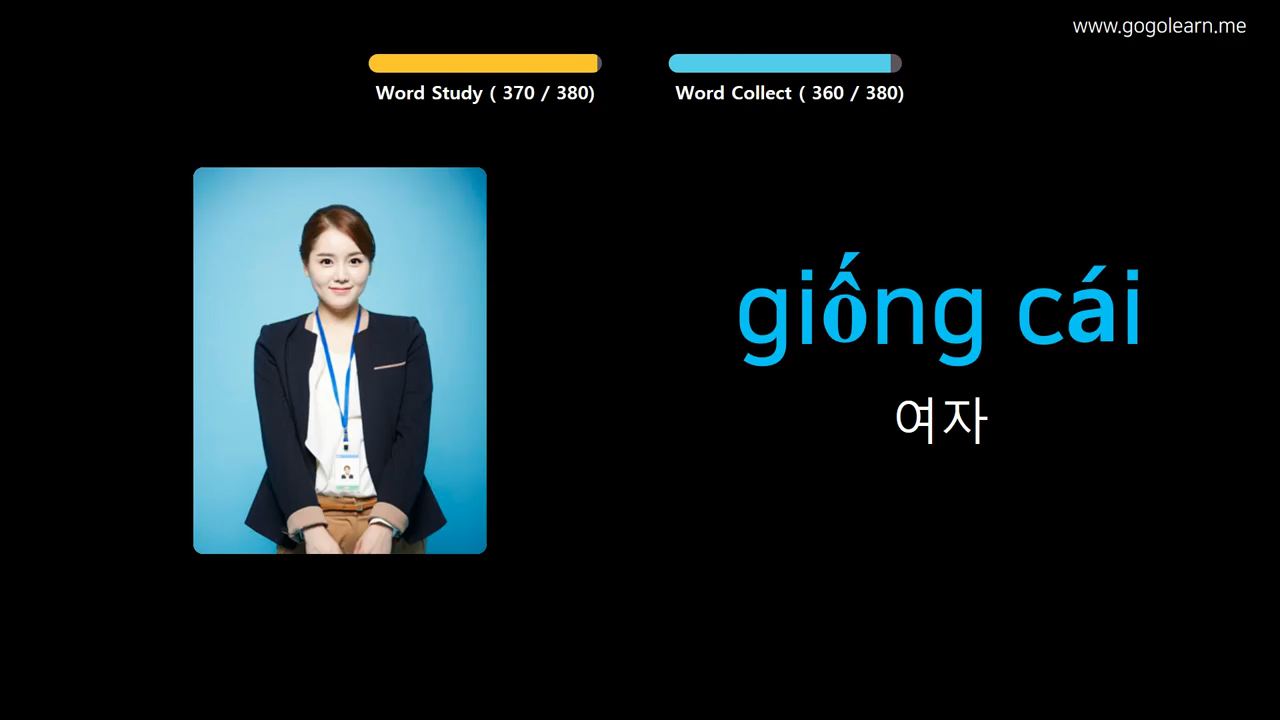 www.gogolearn.me
Word Study ( 370 / 380)
Word Collect ( 360 / 380)
giống cái
여자